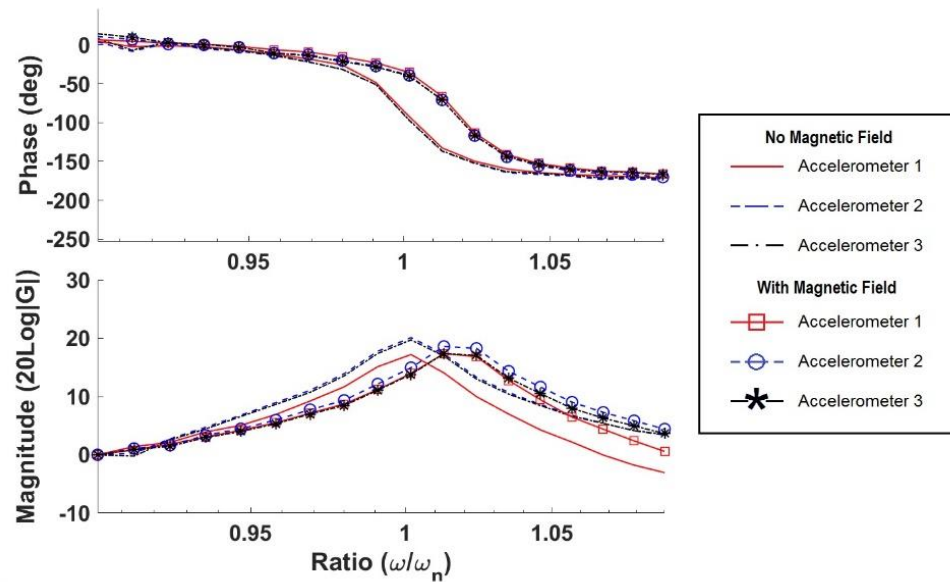 0
-50
-100
-150
-200
-250
Phase (deg)
0.95
1
1.05
30
20
10
0
-10
Magnitude (20Log|G|)
0.95
1
1.05
Ratio (ω/ωn)
No Magnetic Field
Accelerometer 1
Accelerometer 2
Accelerometer 3
With Magnetic Field
Accelerometer 1
Accelerometer 2
Accelerometer 3